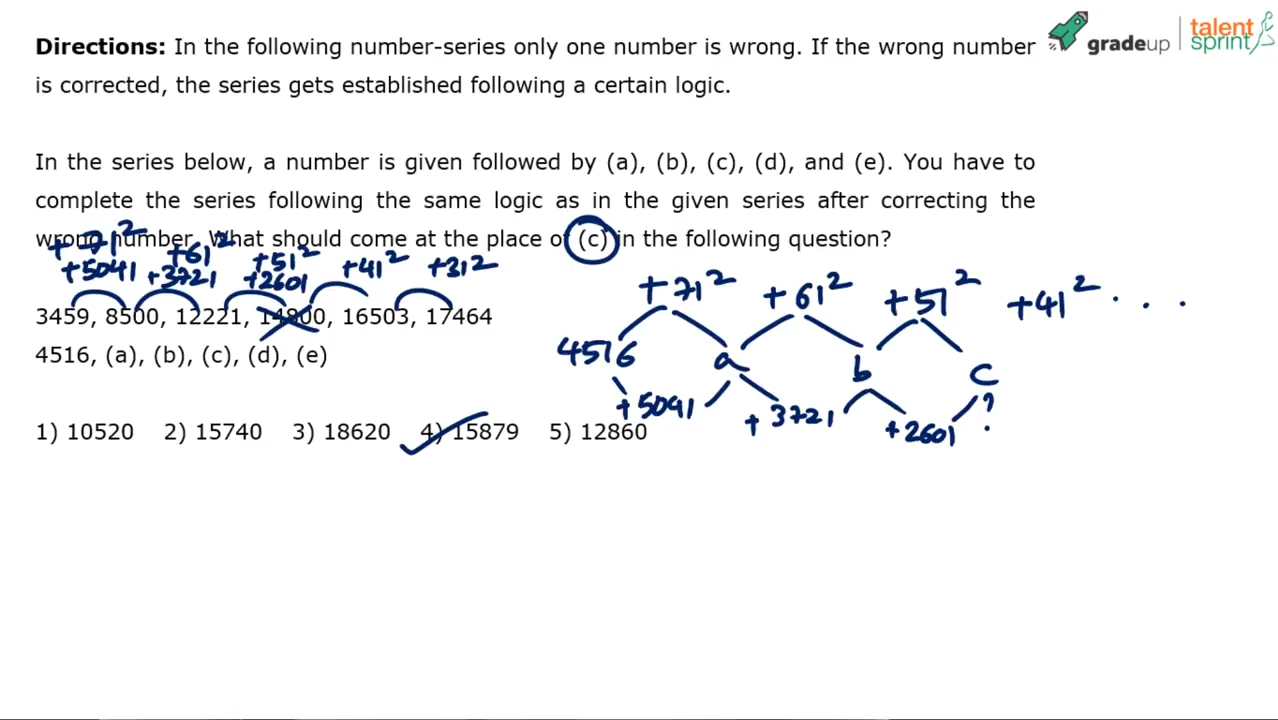 Directions: In the following number-series only one number is wrong. If the wrong number
is corrected, the series gets established following a certain logic.
gradeup | talent sprint
In the series below, a number is given followed by (a), (b), (c), (d), and (e). You have to
complete the series following the same logic as in the given series after correcting the
wrong number. What should come at the place of (c) in the following question?
+71² +61² +51² +41² +31²
+5041 +3721 +2601
3459, 8500, 12221, 14800, 16503, 17464
4516, (a), (b), (c), (d), (e)
+71² +61² +51² +41² . . .
4516 a b c
+5041 +3721 +2601 ?
1) 10520 2) 15740 3) 18620 4) 15879 5) 12860